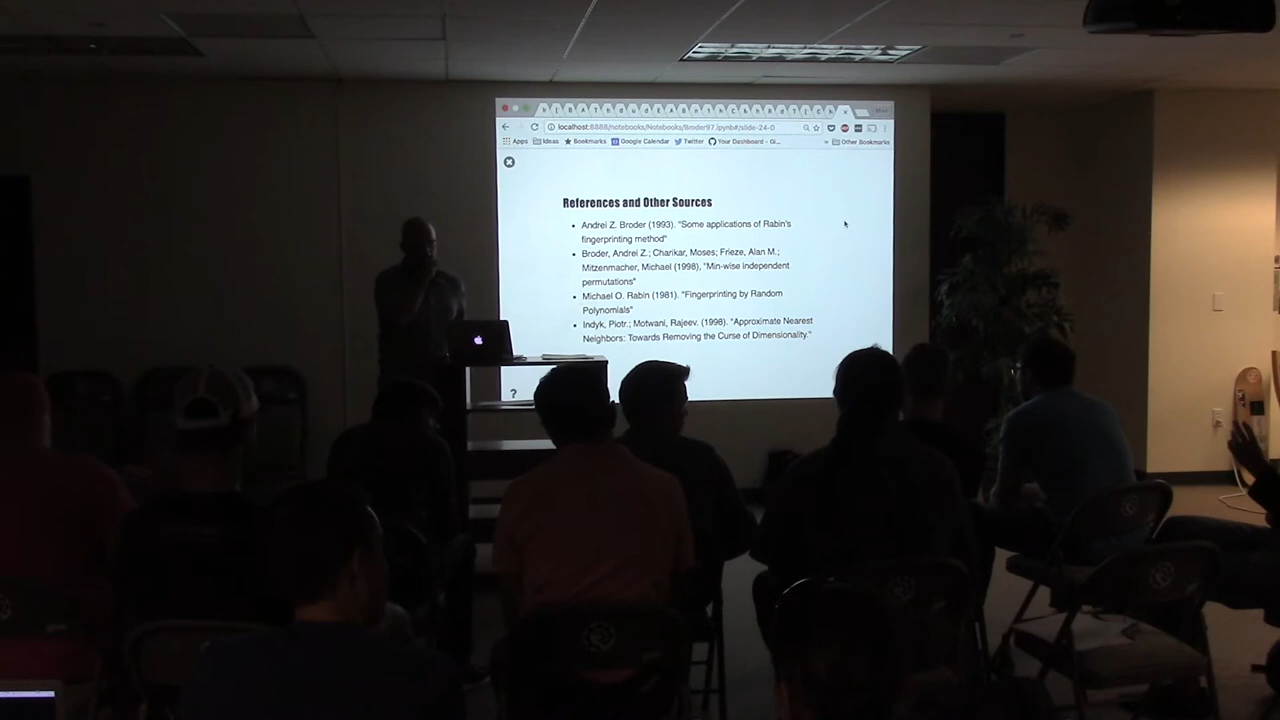 localhost:8888/notebooks/Notebooks/Broder97.ipynb#/slide-24-0
Apps Ideas Bookmarks Google Calendar Twitter Your Dashboard - Gi... » Other Bookmarks
References and Other Sources
• Andrei Z. Broder (1993). "Some applications of Rabin's
fingerprinting method"
• Broder, Andrei Z.; Charikar, Moses; Frieze, Alan M.;
Mitzenmacher, Michael (1998), "Min-wise independent
permutations"
• Michael O. Rabin (1981). "Fingerprinting by Random
Polynomials"
• Indyk, Piotr.; Motwani, Rajeev. (1998). "Approximate Nearest
Neighbors: Towards Removing the Curse of Dimensionality."
?